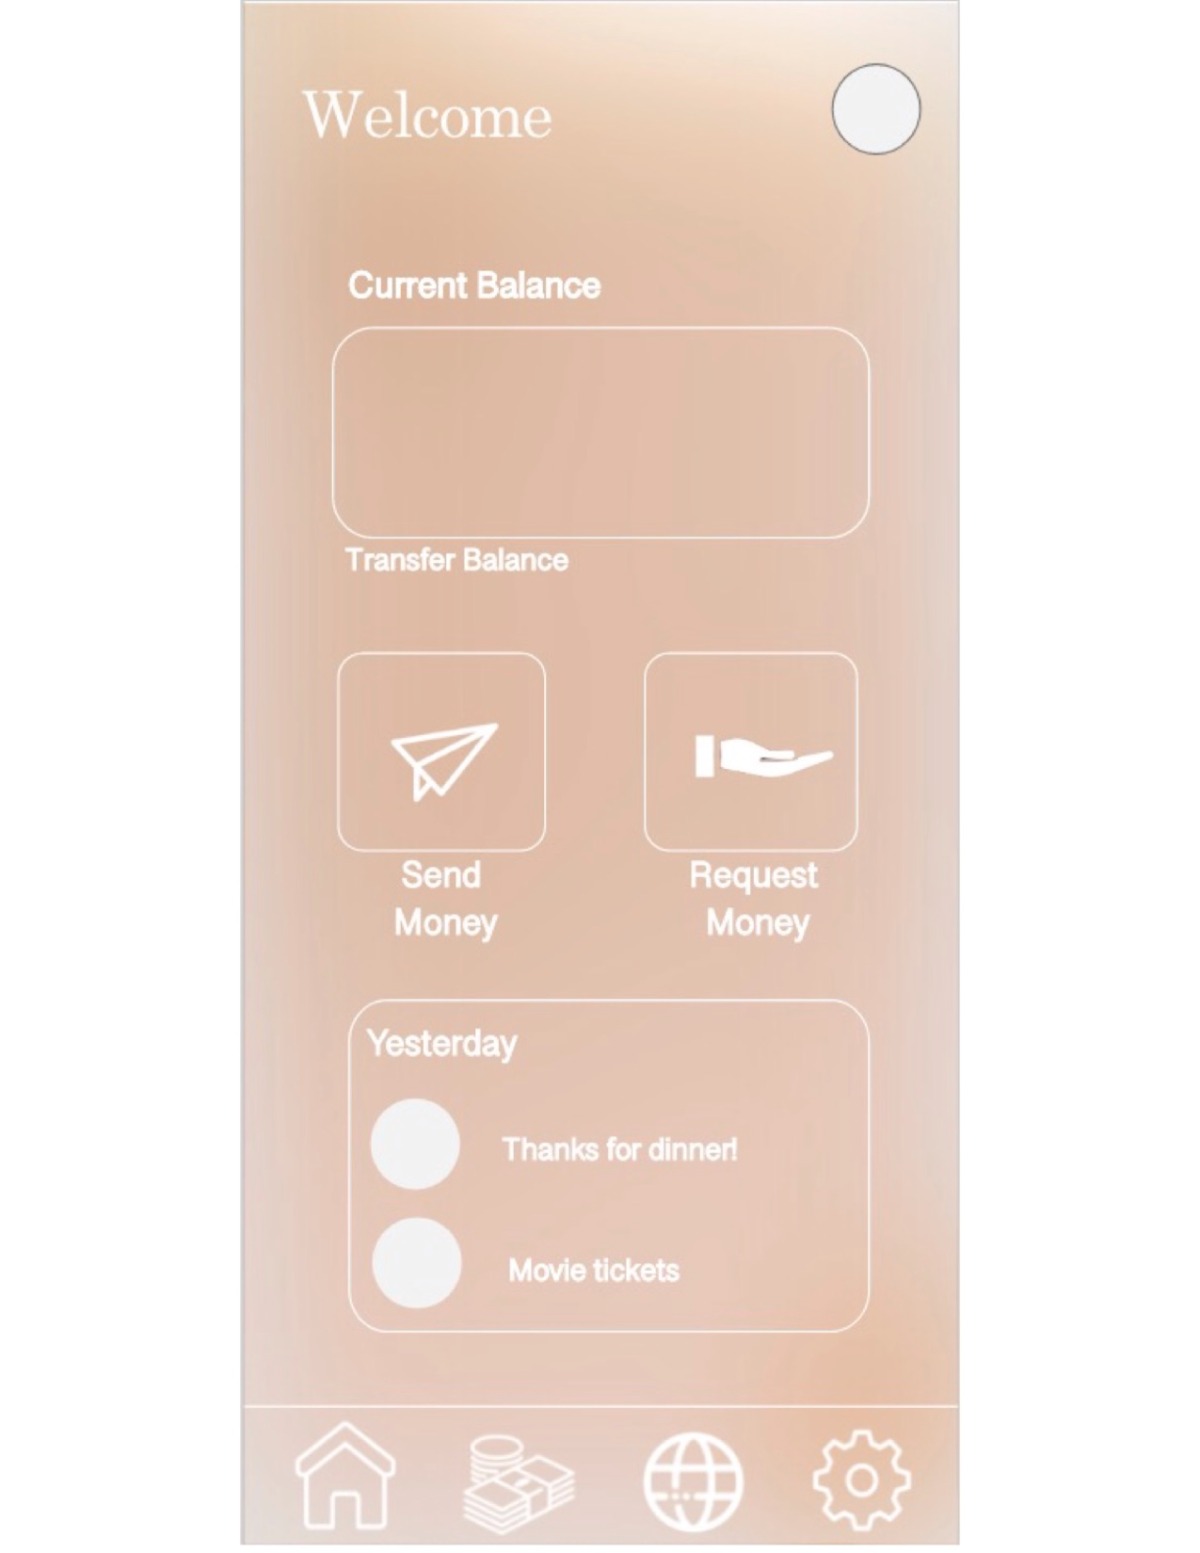 Welcome
Current Balance
Transfer Balance
Send
Money
Request
Money
Yesterday
Thanks for dinner!
Movie tickets